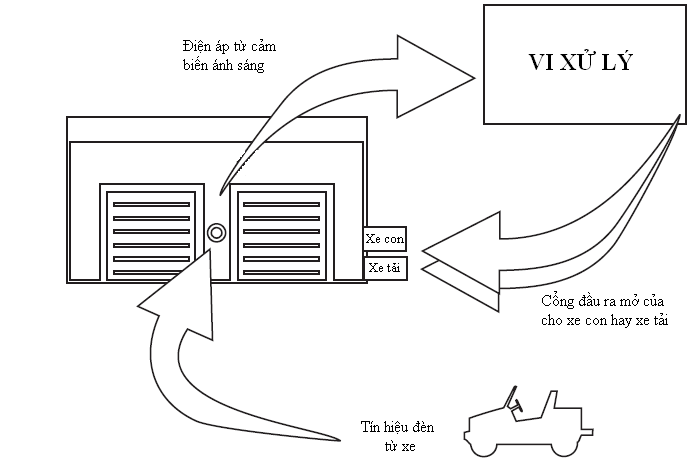 Điện áp từ cảm
biến ánh sáng
VI XỬ LÝ
Xe con
Xe tải
Cổng đầu ra mở của
cho xe con hay xe tải
Tín hiệu đèn
từ xe